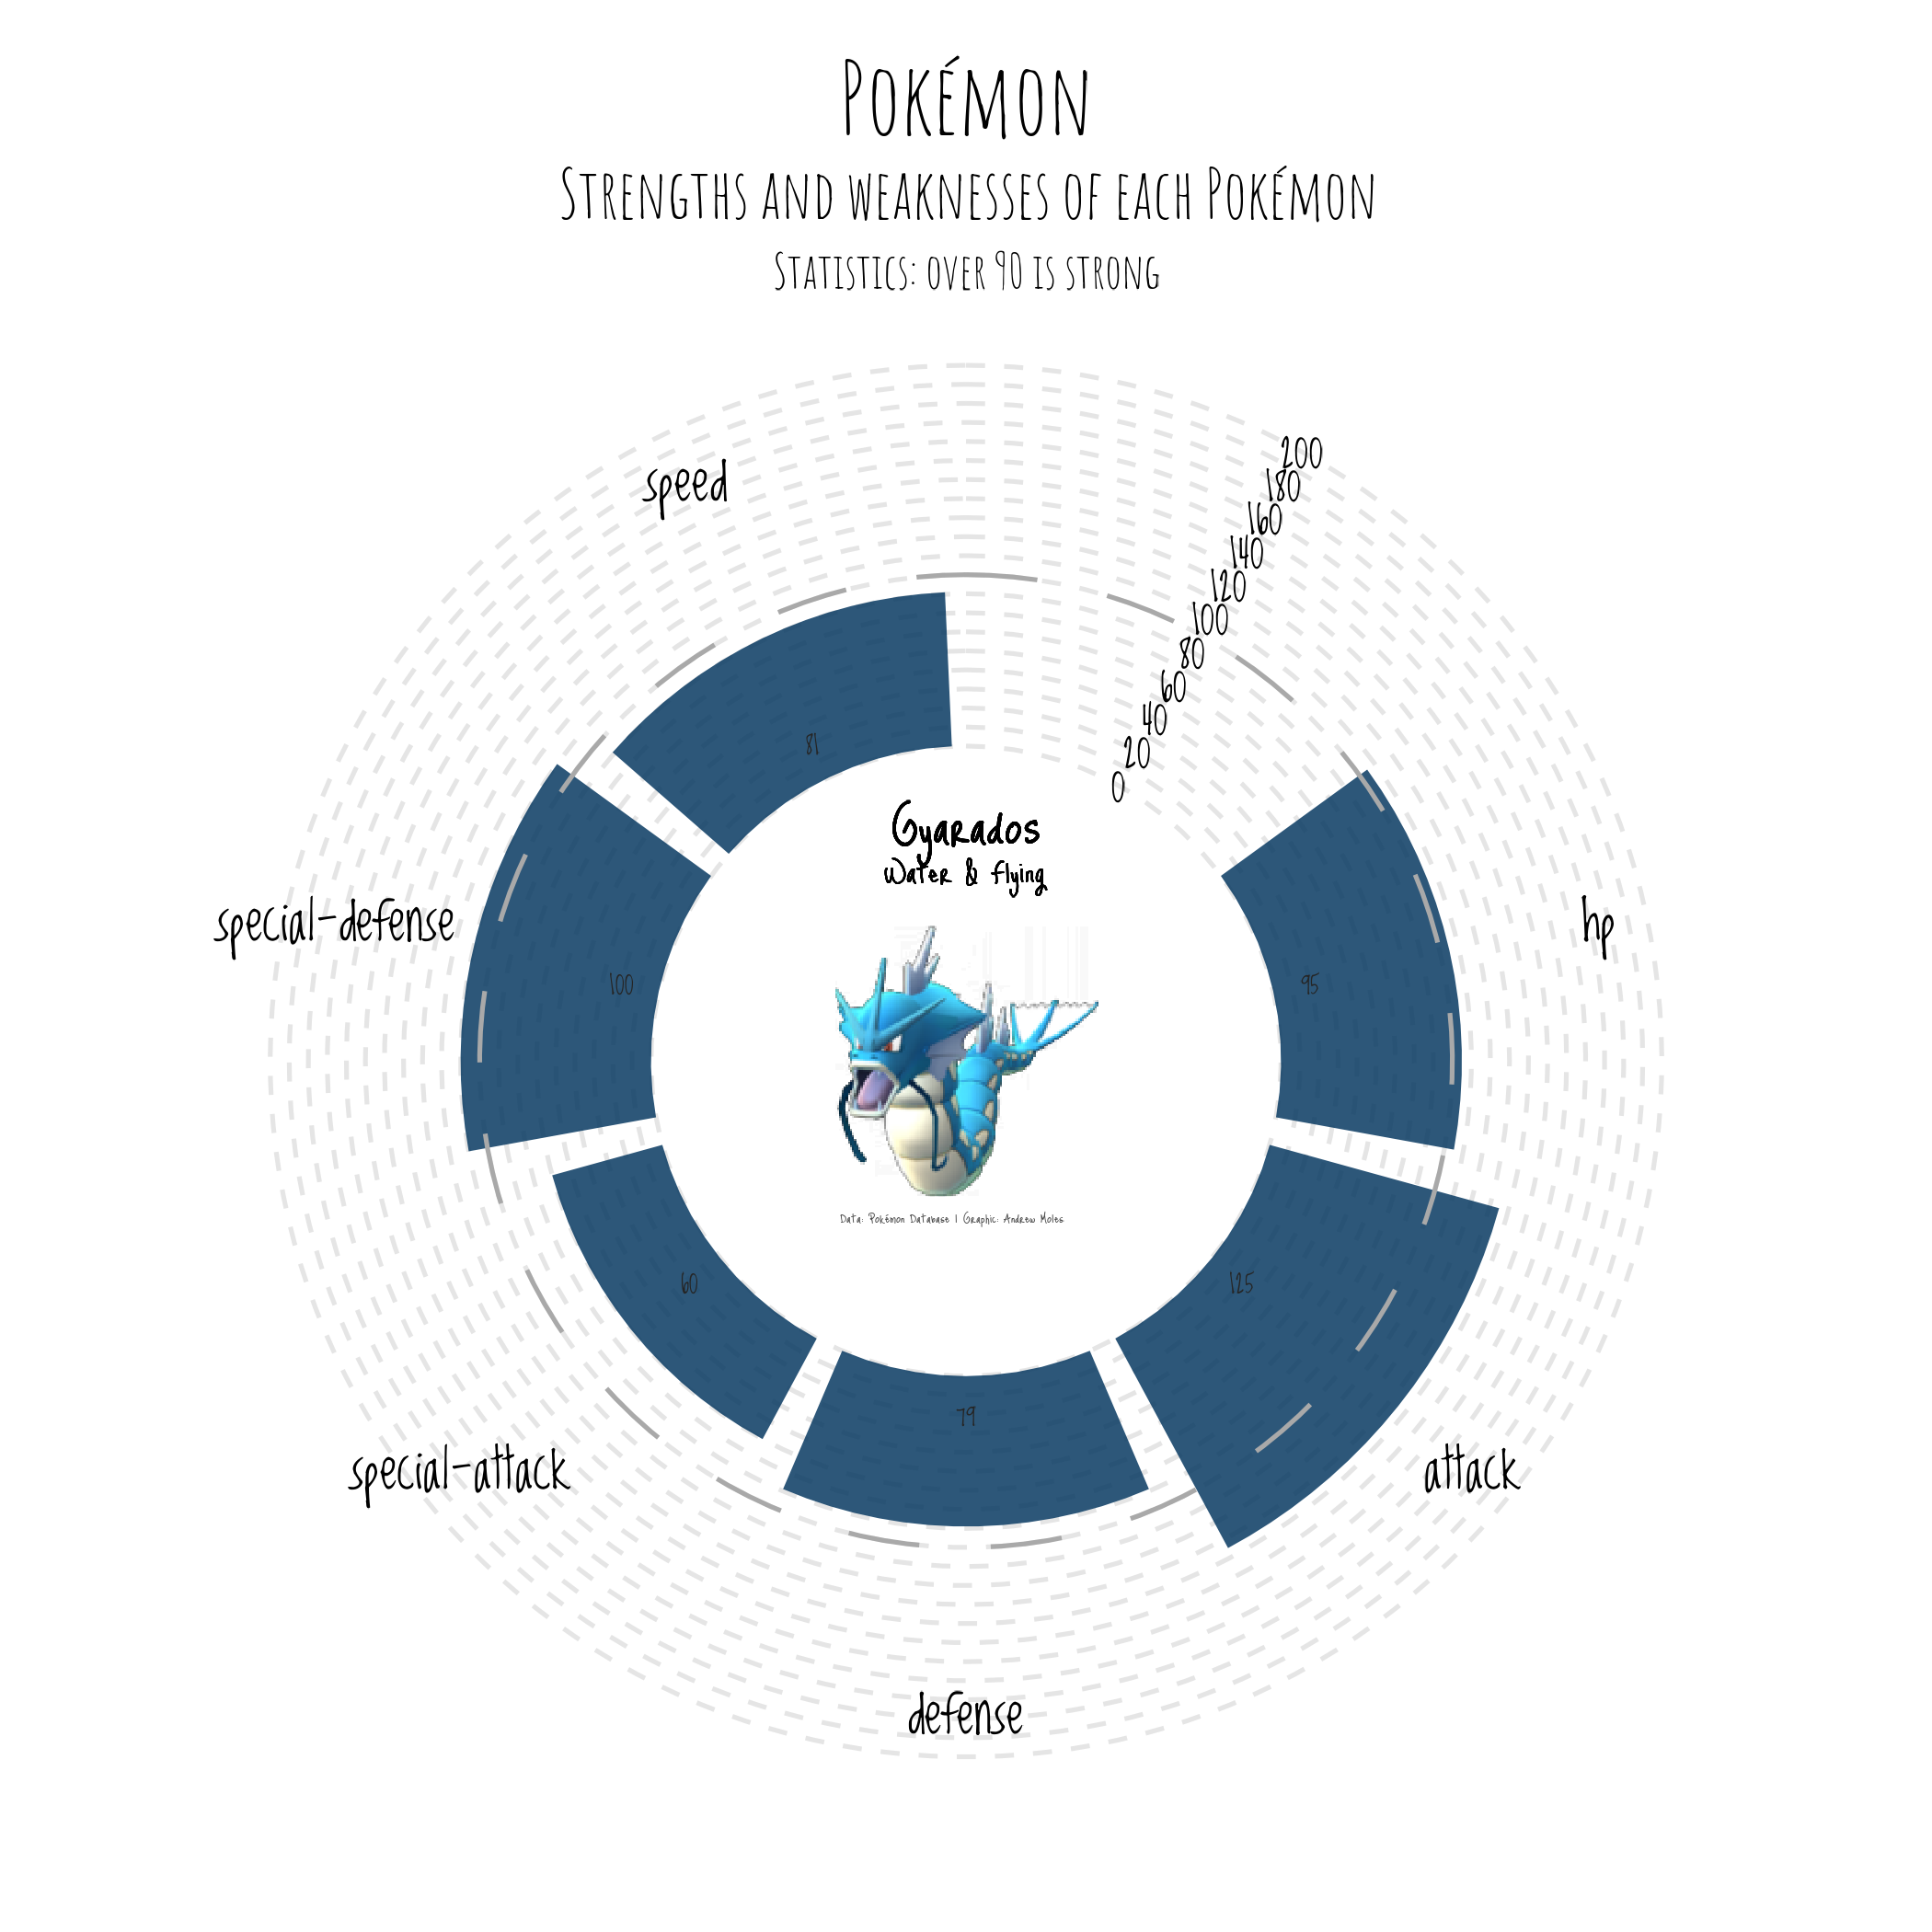 Pokémon
Strengths and weaknesses of each Pokémon
Statistics: over 90 is strong
200
180
160
140
120
100
80
60
40
20
0
speed
81
special-defense
100
hp
95
Gyarados
Water & flying
Data: Pokémon Database | Graphic: Andrew Moles
special-attack
60
attack
125
79
defense